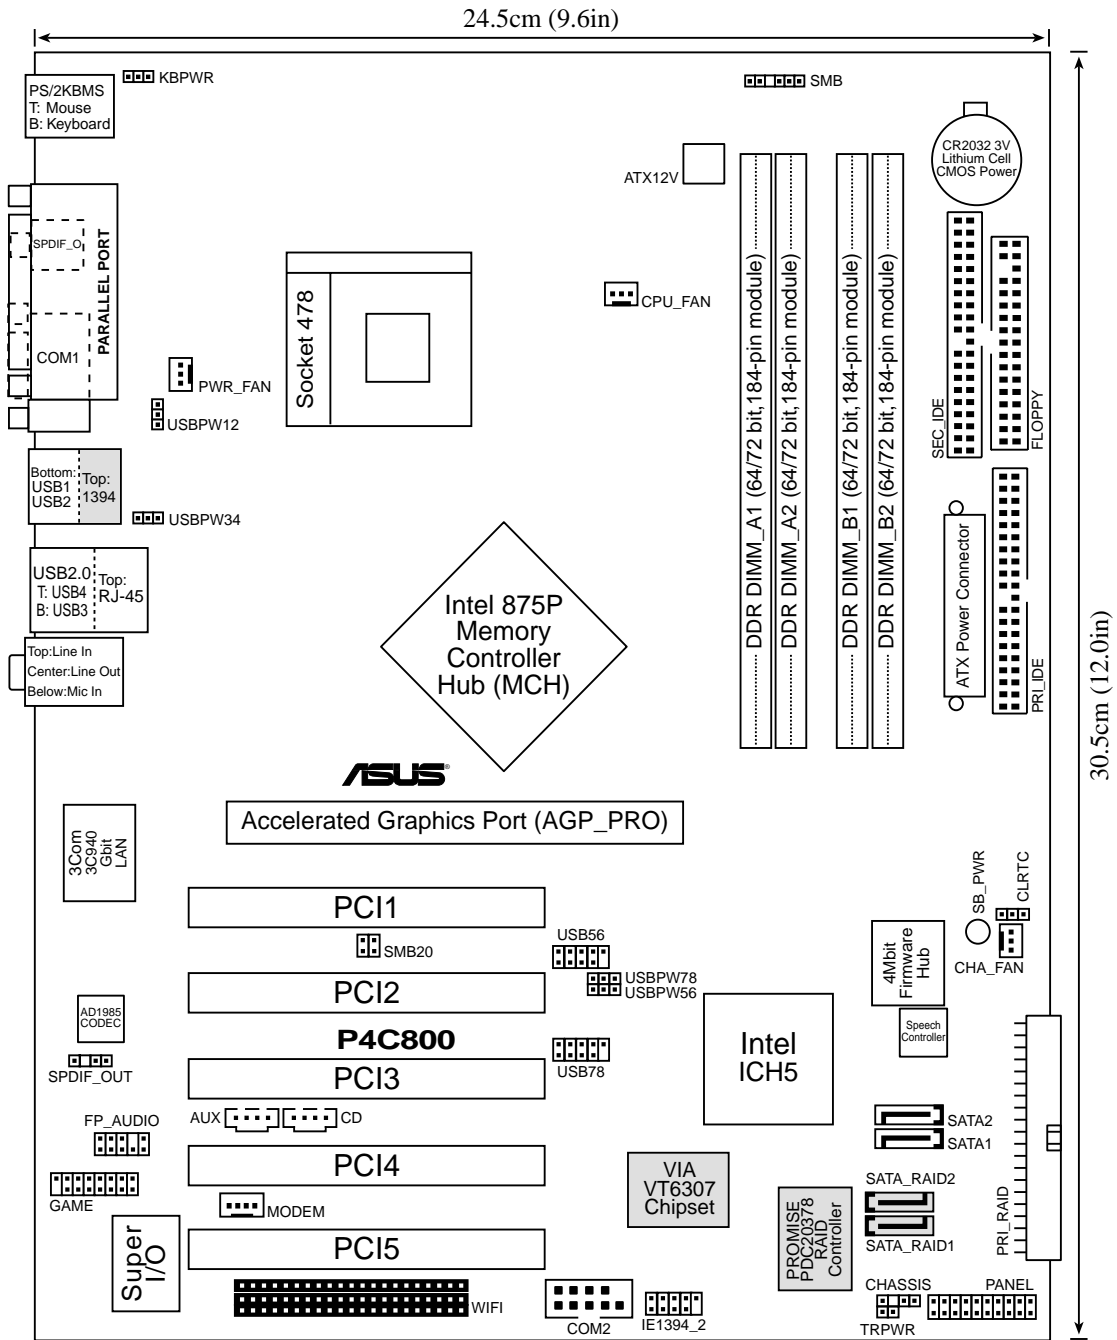 24.5cm (9.6in)
KBPWR
SMB
PS/2KBMS
T: Mouse
B: Keyboard
CR2032 3V
Lithium Cell
CMOS Power
ATX12V
SPDIF_O
PARALLEL PORT
COM1
Socket 478
CPU_FAN
PWR_FAN
USBPW12
DDR DIMM_A1 (64/72 bit,184-pin module)
DDR DIMM_A2 (64/72 bit,184-pin module)
DDR DIMM_B1 (64/72 bit,184-pin module)
DDR DIMM_B2 (64/72 bit,184-pin module)
SEC_IDE
FLOPPY
Bottom:
USB1
USB2
Top:
1394
USBPW34
USB2.0
T: USB4
B: USB3
Top:
RJ-45
Top:Line In
Center:Line Out
Below:Mic In
Intel 875P
Memory
Controller
Hub (MCH)
ATX Power Connector
PRI_IDE
30.5cm (12.0in)
ASUS®
Accelerated Graphics Port (AGP_PRO)
3Com
3C940
Gbit
LAN
PCI1
SMB20
USB56
USBPW78
USBPW56
PCI2
SB_PWR
CLRTC
CHA_FAN
4Mbit
Firmware
Hub
Speech
Controller
AD1985
CODEC
SPDIF_OUT
P4C800
USB78
Intel
ICH5
PCI3
AUX
CD
FP_AUDIO
SATA2
SATA1
PCI4
VIA
VT6307
Chipset
GAME
MODEM
SATA_RAID2
SATA_RAID1
PRI_RAID
PROMISE
PDC20378
RAID
Controller
Super
I/O
PCI5
WIFI
COM2
IE1394_2
CHASSIS
PANEL
TRPWR